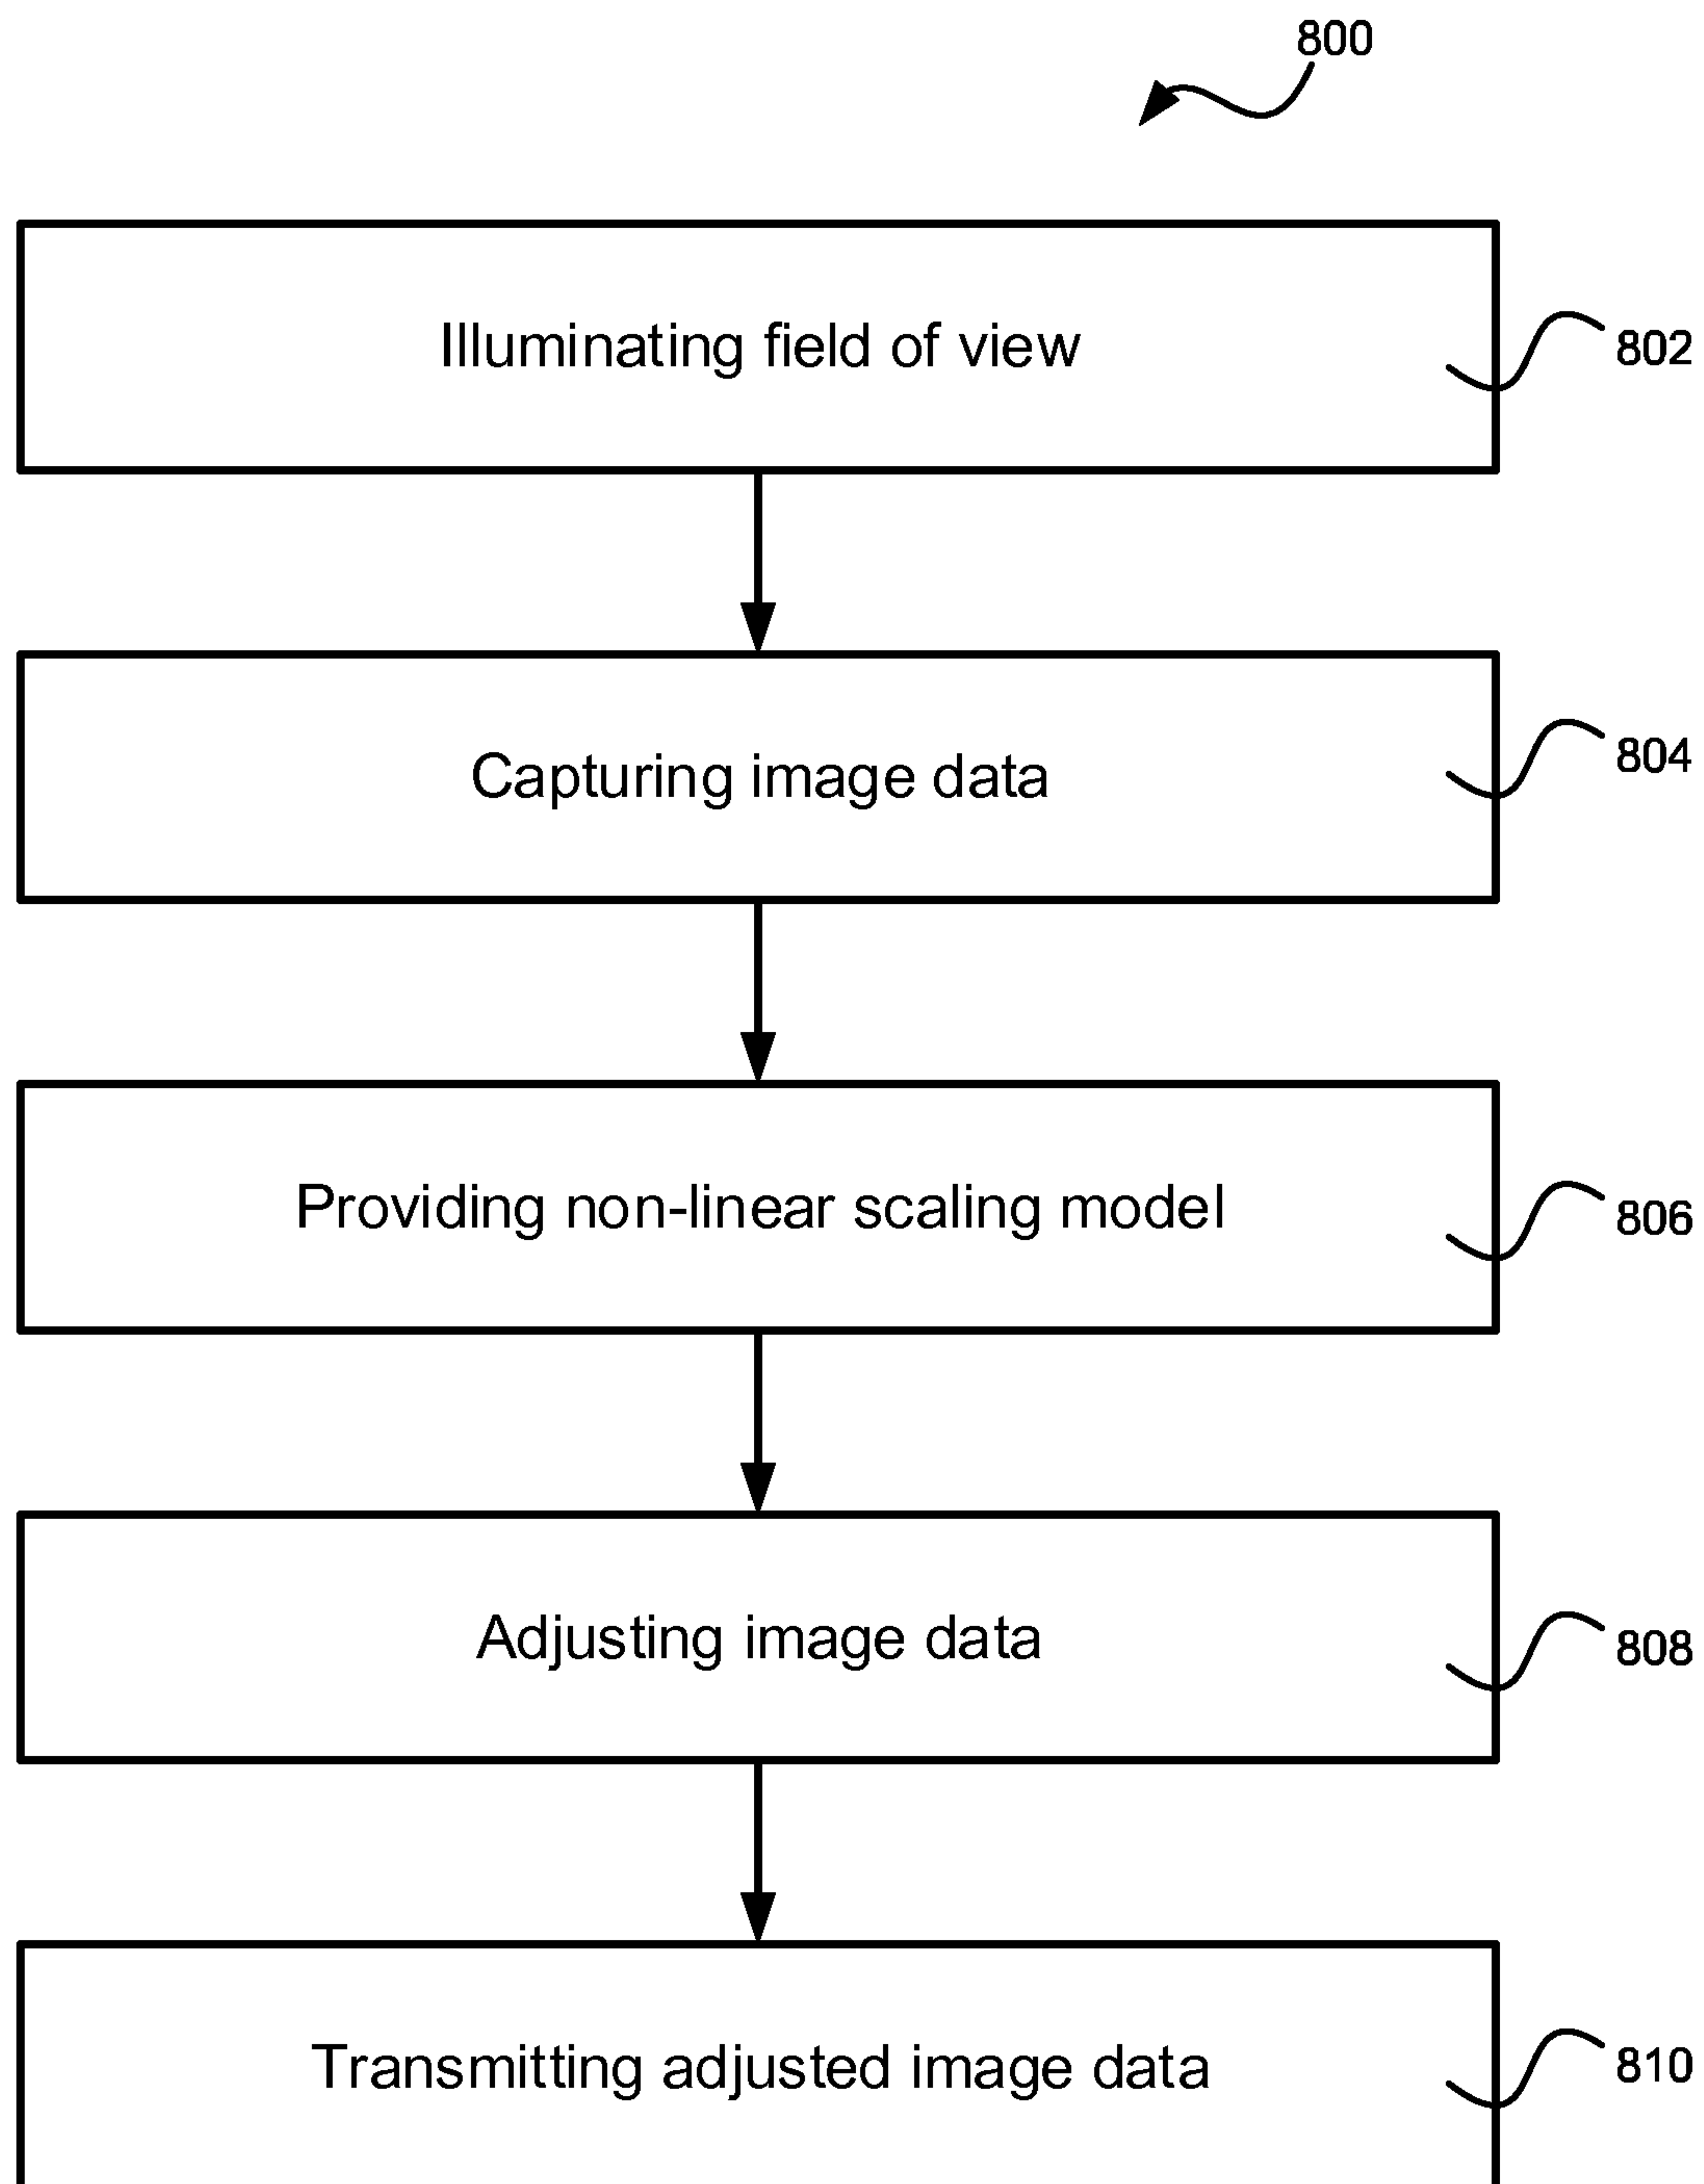 800
Illuminating field of view
802
Capturing image data
804
Providing non-linear scaling model
806
Adjusting image data
808
Transmitting adjusted image data
810